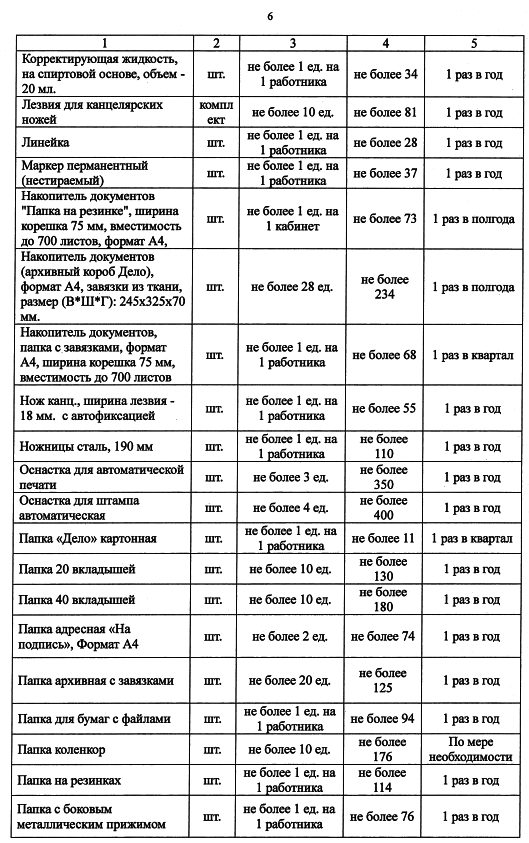 6
1 2 3 4 5
Корректирующая жидкость,
на спиртовой основе, объем -
20 мл.
шт.
не более 1 ед. на
1 работника
не более 34
1 раз в год
Лезвия для канцелярских
ножей
компл
ект
не более 10 ед.
не более 81
1 раз в год
Линейка
шт.
не более 1 ед. на
1 работника
не более 28
1 раз в год
Маркер перманентный
(нестираемый)
шт.
не более 1 ед. на
1 работника
не более 37
1 раз в год
Накопитель документов
"Папка на резинке", ширина
корешка 75 мм, вместимость
до 700 листов, формат А4,
шт.
не более 1 ед. на
1 кабинет
не более 73
1 раз в полгода
Накопитель документов
(архивный короб Дело),
формат А4, завязки из ткани,
размер (В*Ш*Г): 245х325х70
мм.
шт.
не более 28 ед.
не более
234
1 раз в полгода
Накопитель документов,
папка с завязками, формат
А4, ширина корешка 75 мм,
вместимость до 700 листов
шт.
не более 1 ед. на
1 работника
не более 68
1 раз в квартал
Нож канц., ширина лезвия -
18 мм. с автофиксацией
шт.
не более 1 ед. на
1 работника
не более 55
1 раз в год
Ножницы сталь, 190 мм
шт.
не более 1 ед. на
1 работника
не более
110
1 раз в год
Оснастка для автоматической
печати
шт.
не более 3 ед.
не более
350
1 раз в год
Оснастка для штампа
автоматическая
шт.
не более 4 ед.
не более
400
1 раз в год
Папка «Дело» картонная
шт.
не более 1 ед. на
1 работника
не более 11
1 раз в квартал
Папка 20 вкладышей
шт.
не более 10 ед.
не более
130
1 раз в год
Папка 40 вкладышей
шт.
не более 10 ед.
не более
180
1 раз в год
Папка адресная «На
подпись», Формат А4
шт.
не более 2 ед.
не более 74
1 раз в год
Папка архивная с завязками
шт.
не более 20 ед.
не более
125
1 раз в год
Папка для бумаг с файлами
шт.
не более 1 ед. на
1 работника
не более 94
1 раз в год
Папка коленкор
шт.
не более 10 ед.
не более
176
По мере
необходимости
Папка на резинках
шт.
не более 1 ед. на
1 работника
не более
114
1 раз в год
Папка с боковым
металлическим прижимом
шт.
не более 1 ед. на
1 работника
не более 76
1 раз в год